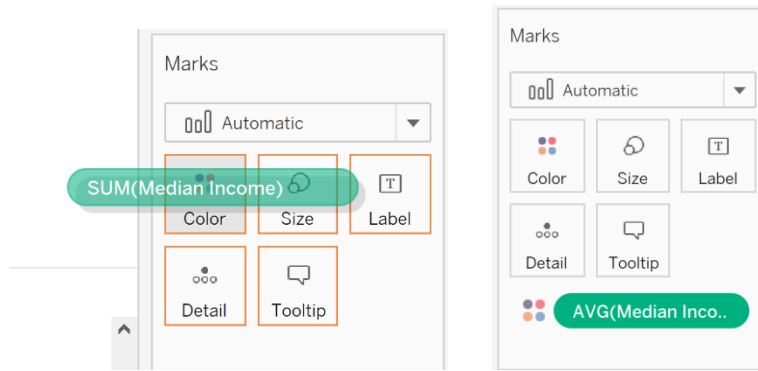 Marks
Automatic
SUM(Median Income)
Color Size Label
Detail Tooltip
Marks
Automatic
Color Size Label
Detail Tooltip
AVG(Median Inco..